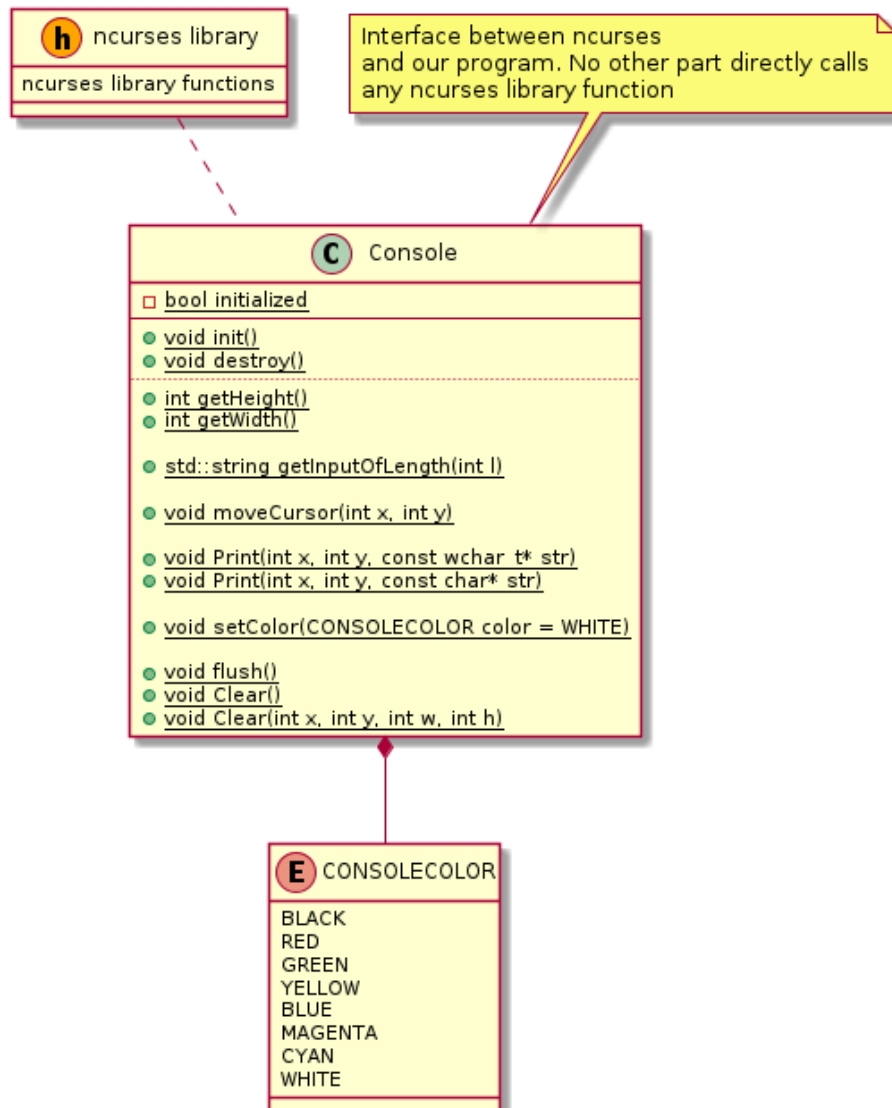 h ncurses library
ncurses library functions
Interface between ncurses
and our program. No other part directly calls
any ncurses library function
C Console
bool initialized
void init()
void destroy()
int getHeight()
int getWidth()
std::string getInputOfLength(int l)
void moveCursor(int x, int y)
void Print(int x, int y, const wchar_t* str)
void Print(int x, int y, const char* str)
void setColor(CONSOLECOLOR color = WHITE)
void flush()
void Clear()
void Clear(int x, int y, int w, int h)
E CONSOLECOLOR
BLACK
RED
GREEN
YELLOW
BLUE
MAGENTA
CYAN
WHITE